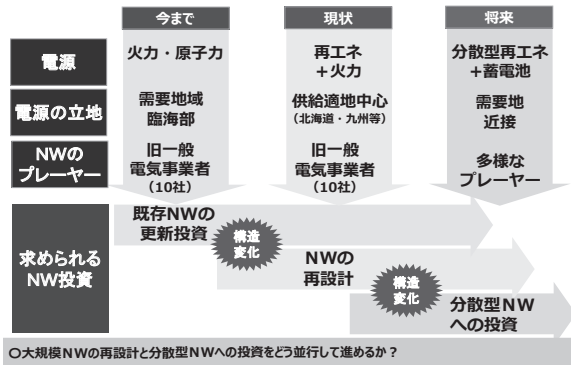 今まで
現状
将来
電源
火力・原子力
再エネ
＋火力
分散型再エネ
＋蓄電池
電源の立地
需要地域
臨海部
供給適地中心
（北海道・九州等）
需要地
近接
NWの
プレーヤー
旧一般
電気事業者
（10社）
旧一般
電気事業者
（10社）
多様な
プレーヤー
求められる
NW投資
既存NWの
更新投資
構造
変化
NWの
再設計
構造
変化
分散型NW
への投資
〇大規模NWの再設計と分散型NWへの投資をどう並行して進めるか？